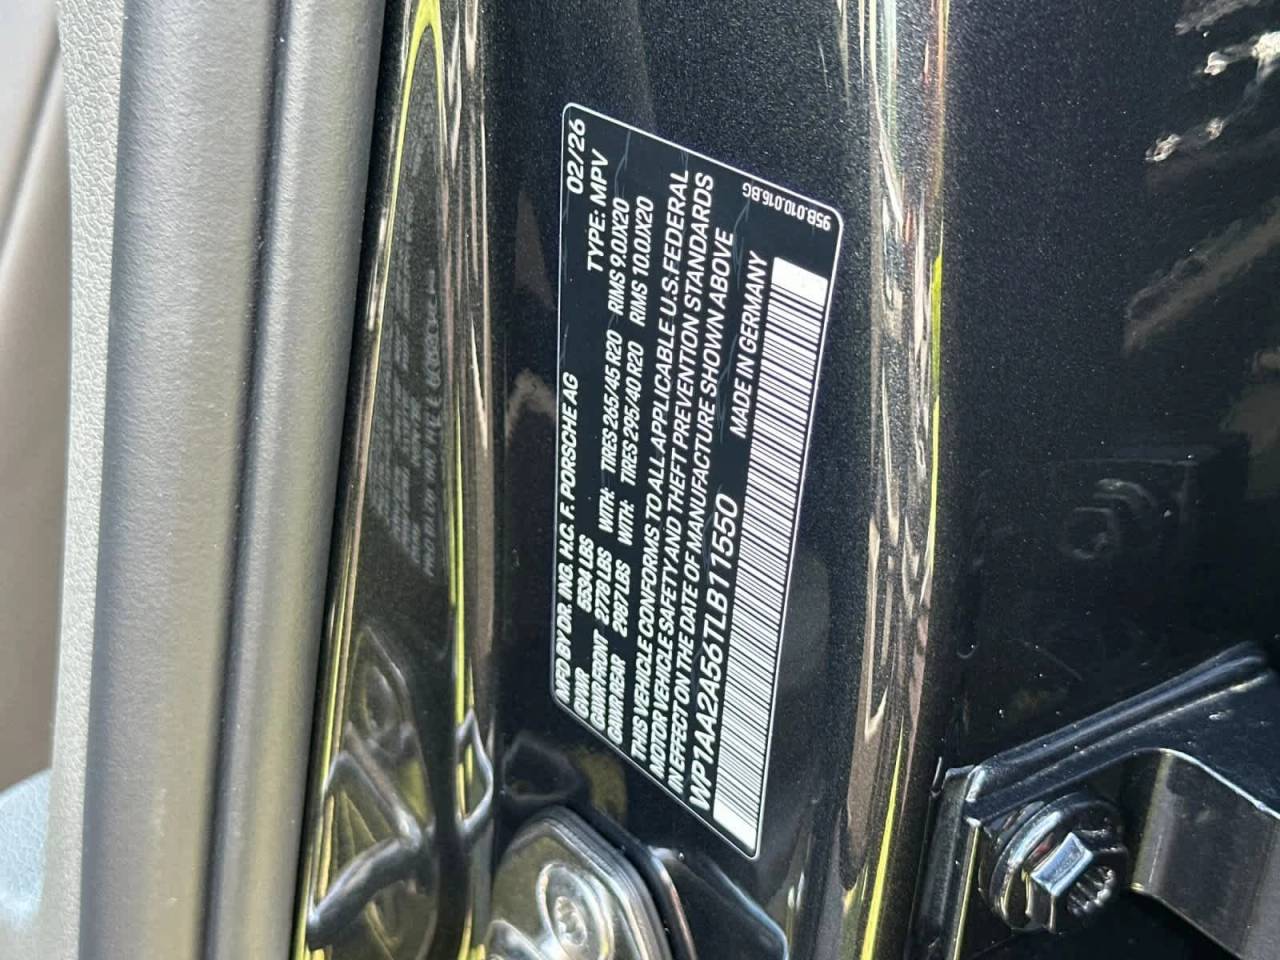 MFD BY DR. ING. H.C. F. PORSCHE AG 02/26
GVWR 5534 LBS TYPE: MPV
GAWR FRONT 2778 LBS WITH: TIRES 265/45 R20 RIMS 9.0JX20
GAWR REAR 2987 LBS WITH: TIRES 295/40 R20 RIMS 10.0JX20
THIS VEHICLE CONFORMS TO ALL APPLICABLE U.S. FEDERAL
MOTOR VEHICLE SAFETY AND THEFT PREVENTION STANDARDS
IN EFFECT ON THE DATE OF MANUFACTURE SHOWN ABOVE
WP1AA2A56TLB11550 MADE IN GERMANY
95B.010.016.BG